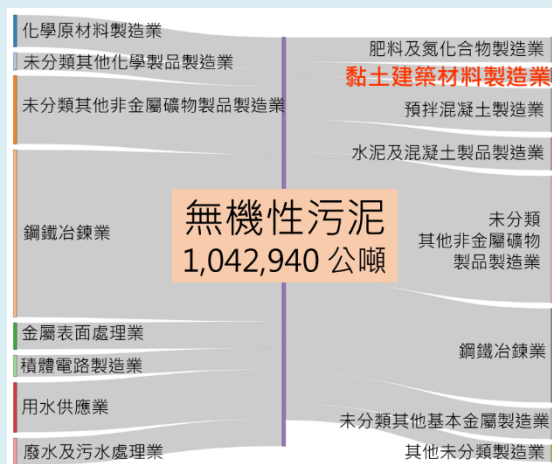 化學原材料製造業
未分類其他化學製品製造業
未分類其他非金屬礦物製品製造業
鋼鐵冶鍊業
金屬表面處理業
積體電路製造業
用水供應業
廢水及污水處理業
無機性污泥
1,042,940 公噸
肥料及氮化合物製造業
黏土建築材料製造業
預拌混凝土製造業
水泥及混凝土製品製造業
未分類
其他非金屬礦物
製品製造業
鋼鐵冶鍊業
未分類其他基本金屬製造業
其他未分類製造業